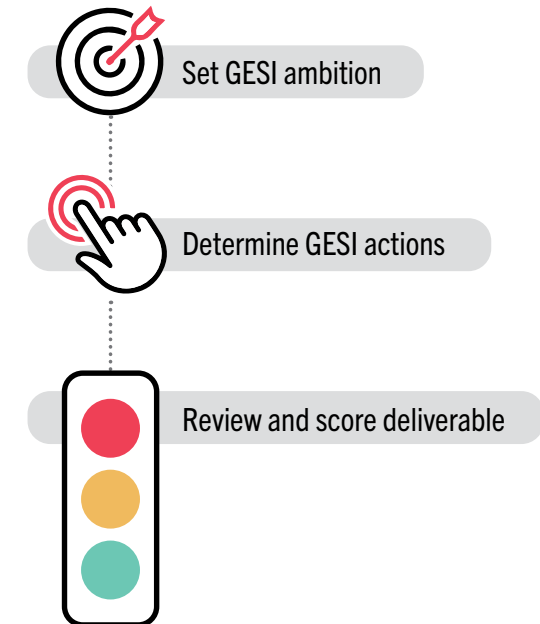 Set GESI ambition
Determine GESI actions
Review and score deliverable